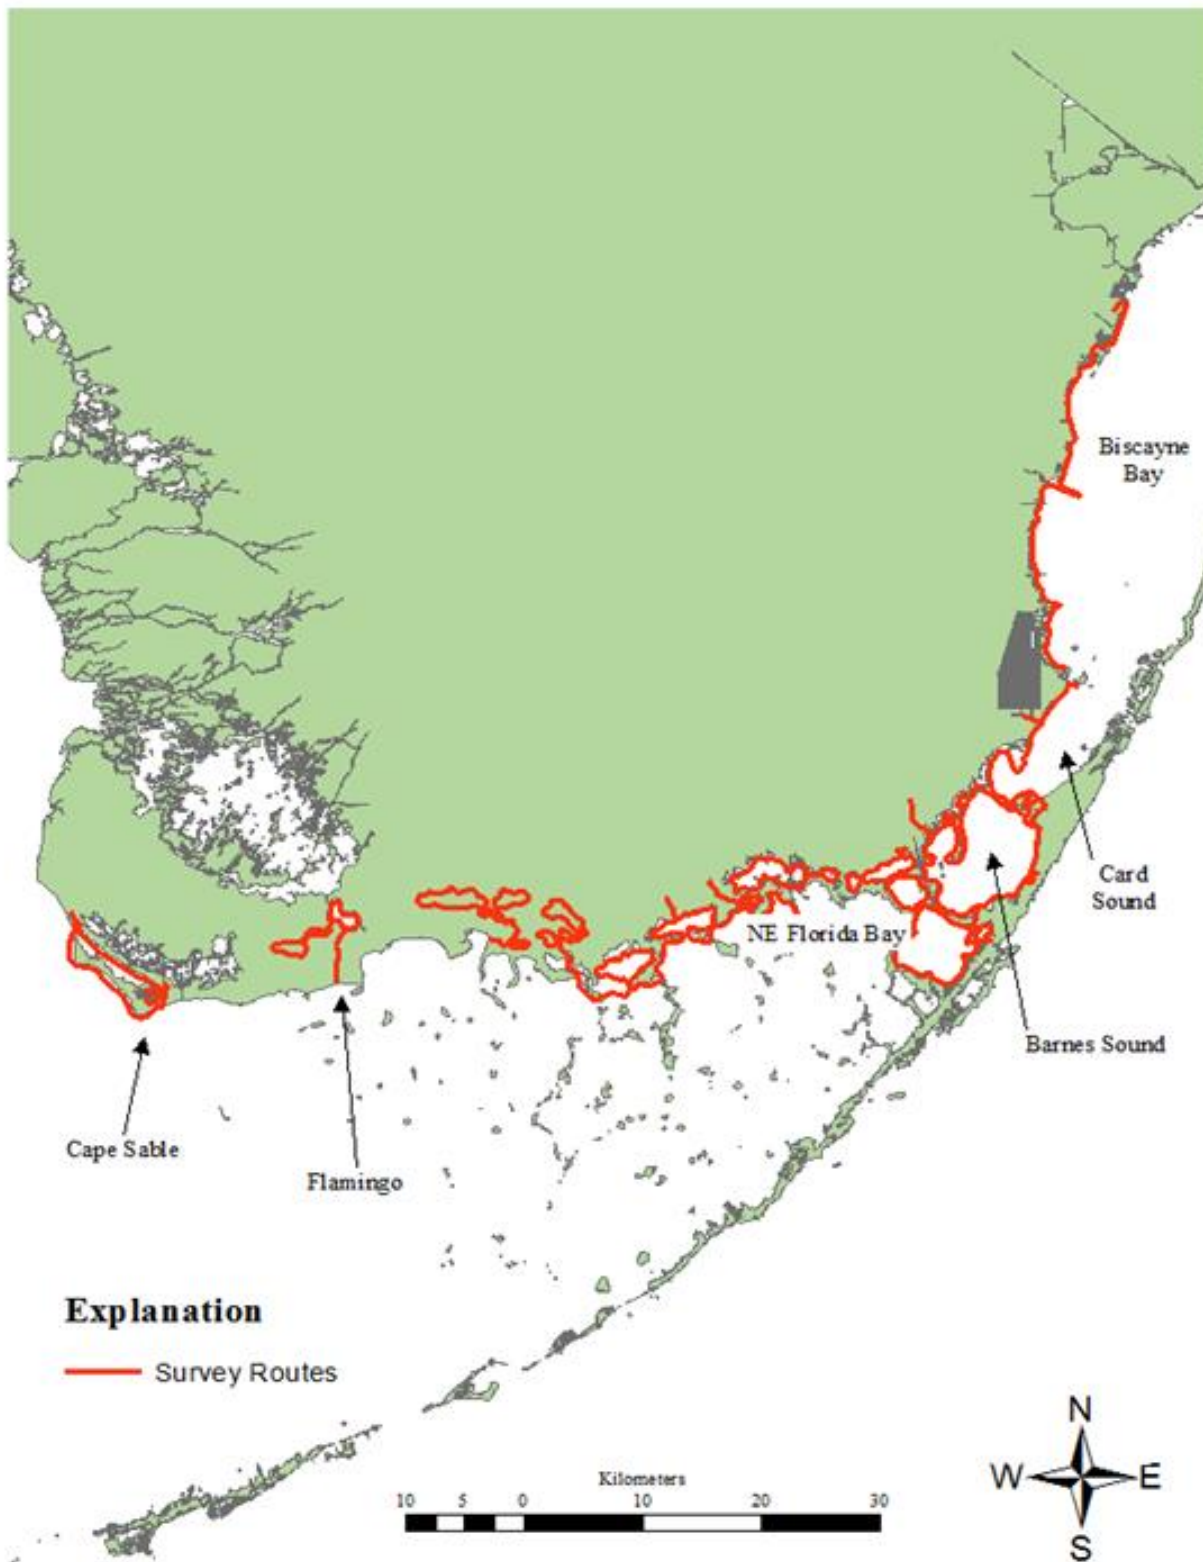 Biscayne
Bay
Card
Sound
NE Florida Bay
Barnes Sound
Cape Sable
Flamingo
Explanation
Survey Routes
Kilometers
10 5 0 10 20 30
N
W E
S